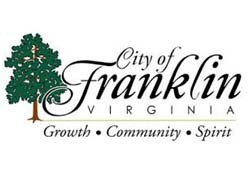 City of
Franklin
VIRGINIA
Growth • Community • Spirit